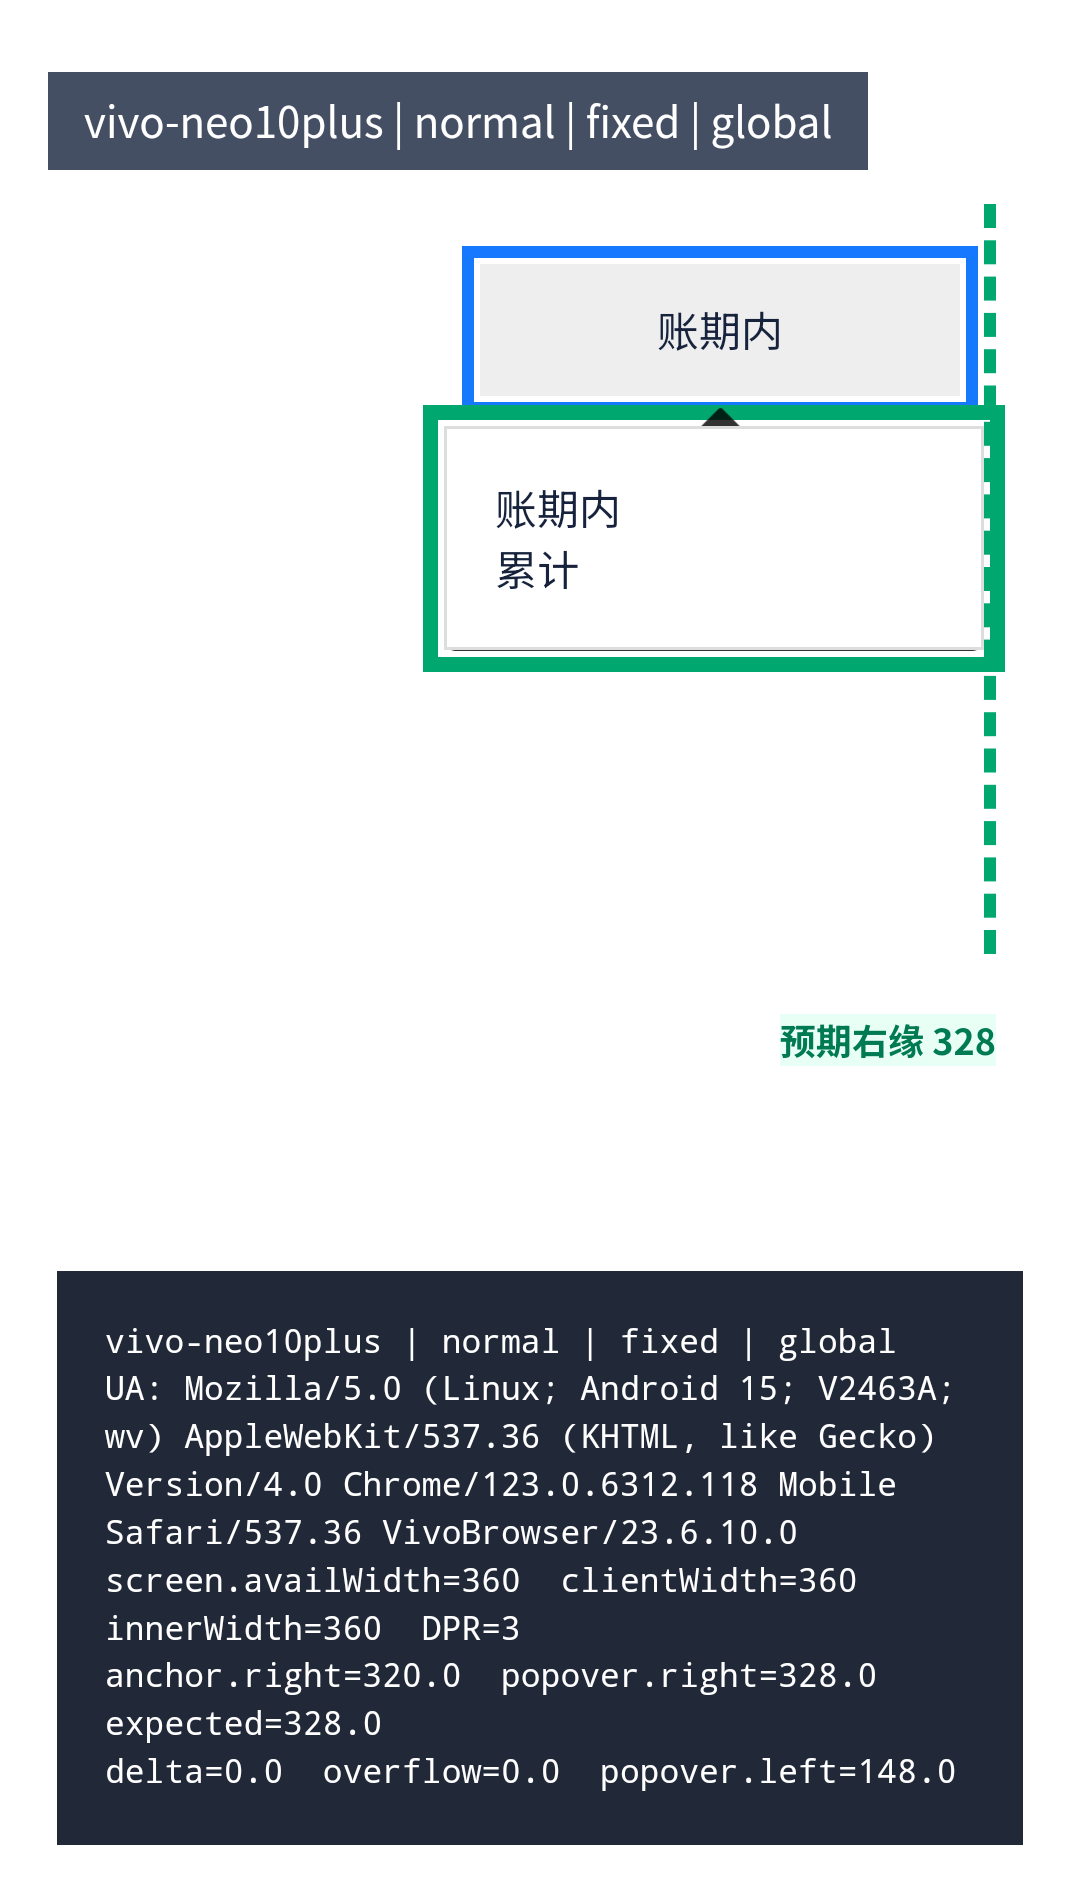 vivo-neo10plus | normal | fixed | global
账期内
账期内
累计
预期右缘 328
vivo-neo10plus | normal | fixed | global
UA: Mozilla/5.0 (Linux; Android 15; V2463A;
wv) AppleWebKit/537.36 (KHTML, like Gecko)
Version/4.0 Chrome/123.0.6312.118 Mobile
Safari/537.36 VivoBrowser/23.6.10.0
screen.availWidth=360  clientWidth=360
innerWidth=360  DPR=3
anchor.right=320.0  popover.right=328.0
expected=328.0
delta=0.0  overflow=0.0  popover.left=148.0